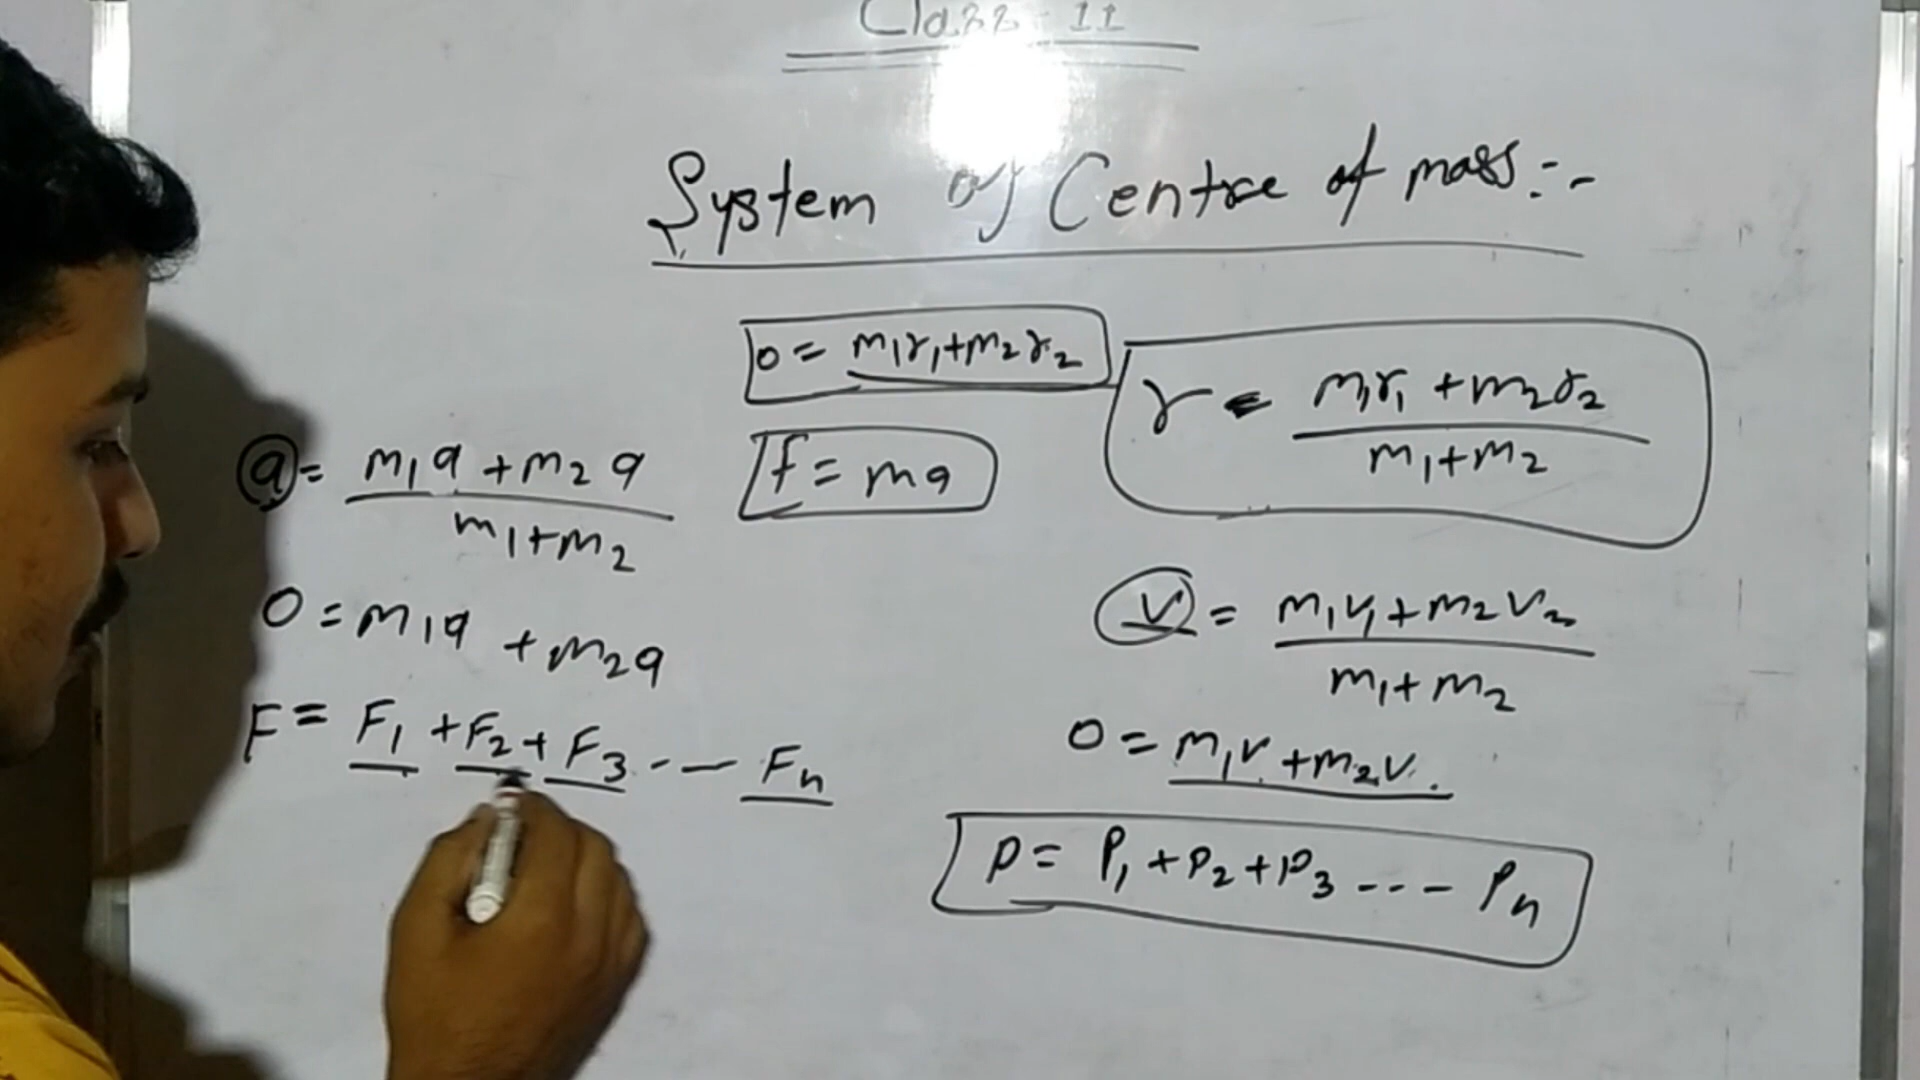 Class - 11
System of Centre of mass:-
0 = m₁r₁+m₂r₂
r = m₁r₁ + m₂r₂ / m₁+m₂
a = m₁a + m₂a / m₁+m₂
f = ma
0 = m₁a + m₂a
F = F₁ + F₂ + F₃ --- Fₙ
v = m₁v₁ + m₂v₂ / m₁+m₂
0 = m₁v + m₂v.
P = P₁ + P₂ + P₃ --- Pₙ